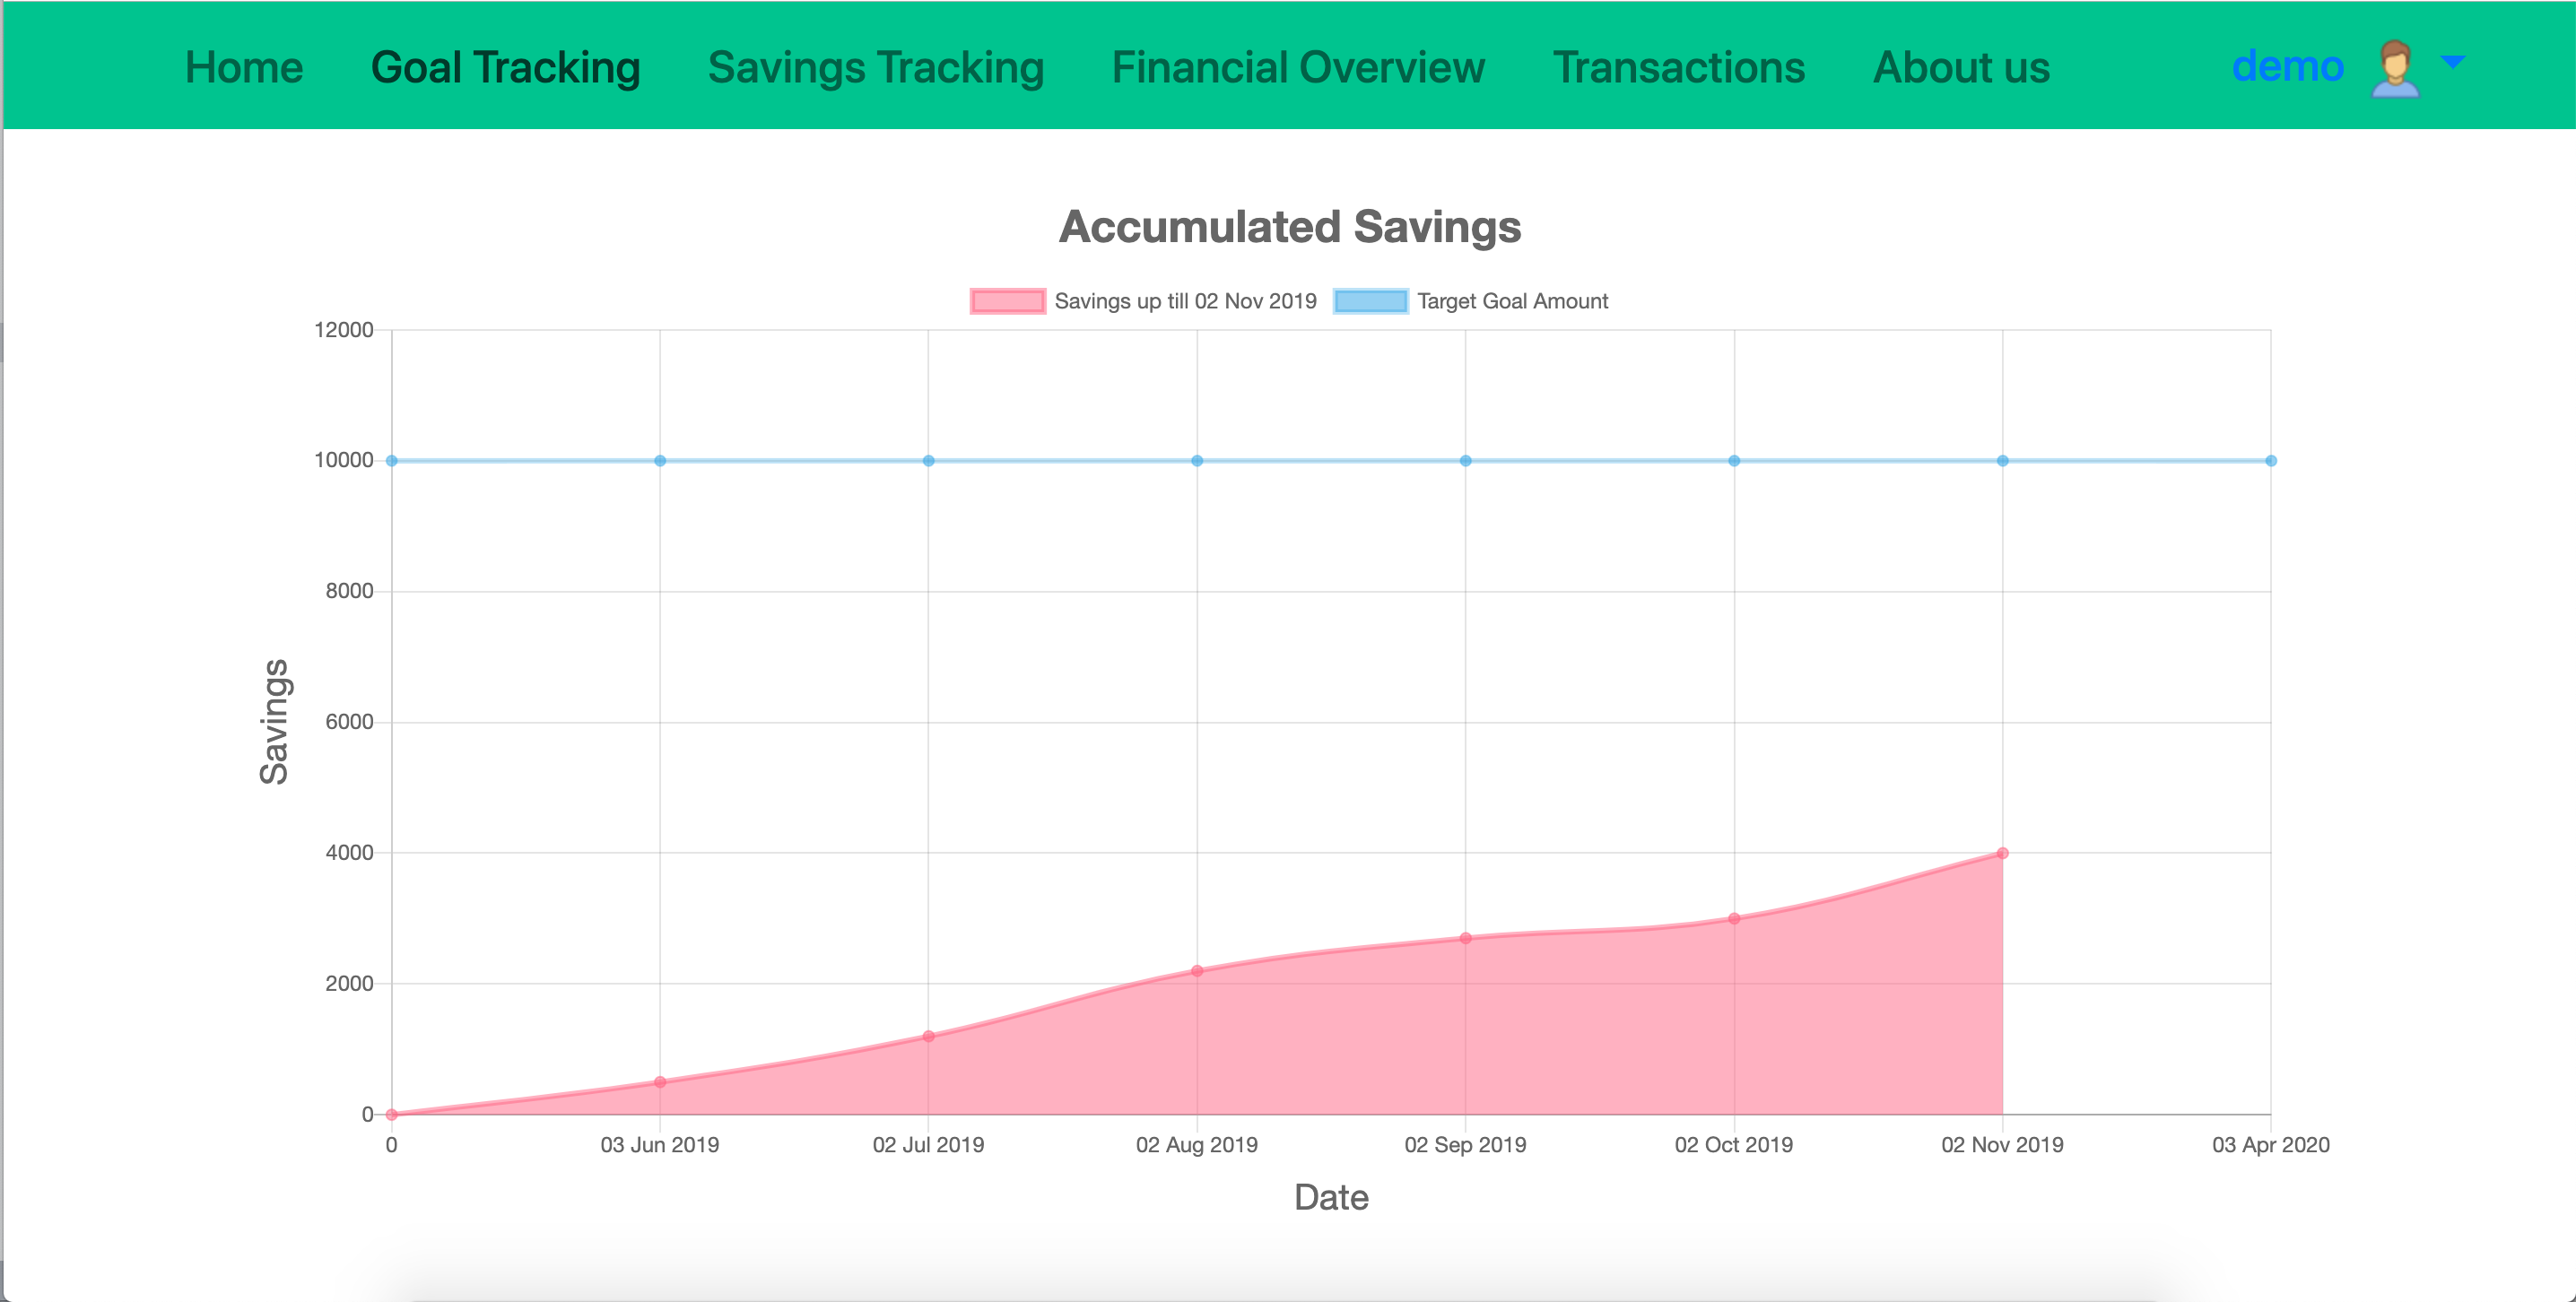 Home Goal Tracking Savings Tracking Financial Overview Transactions About us demo
Accumulated Savings
Savings up till 02 Nov 2019 Target Goal Amount
12000
10000
8000
6000
4000
2000
0
Savings
0 03 Jun 2019 02 Jul 2019 02 Aug 2019 02 Sep 2019 02 Oct 2019 02 Nov 2019 03 Apr 2020
Date